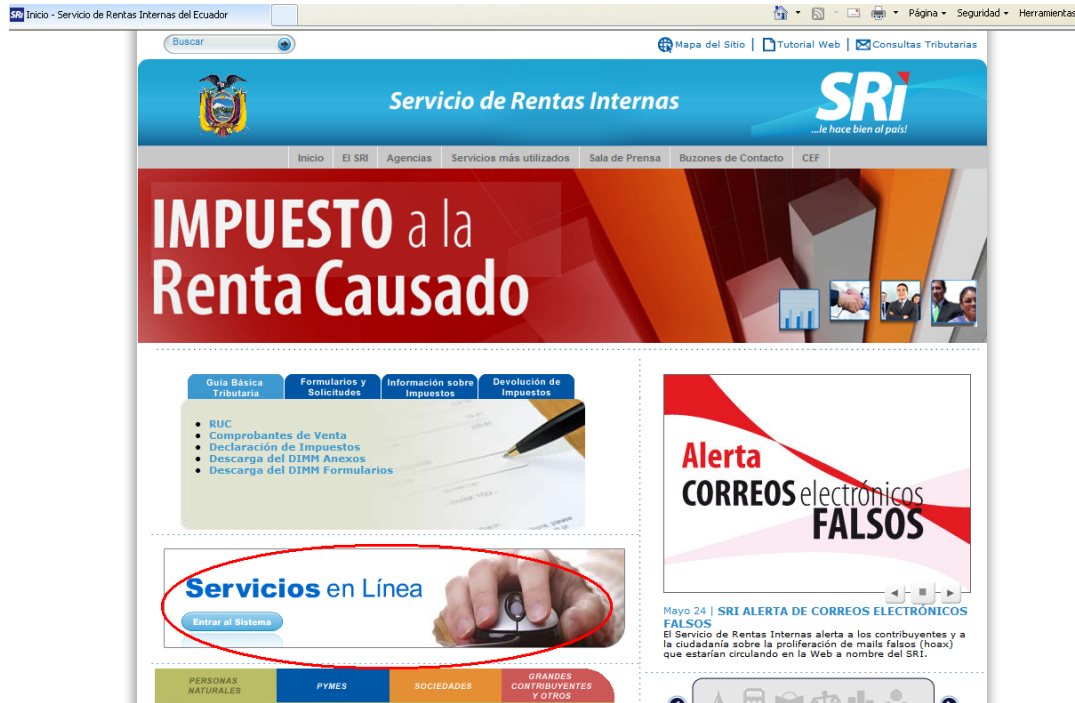 SRi Inicio - Servicio de Rentas Internas del Ecuador
Página Seguridad Herramientas
Buscar
Mapa del Sitio | Tutorial Web | Consultas Tributarias
Servicio de Rentas Internas
SRi
...le hace bien al país!
Inicio El SRI Agencias Servicios más utilizados Sala de Prensa Buzones de Contacto CEF
IMPUESTO a la
Renta Causado
Guía Básica Tributaria
Formularios y Solicitudes
Información sobre Impuestos
Devolución de Impuestos
RUC
Comprobantes de Venta
Declaración de Impuestos
Descarga del DIMM Anexos
Descarga del DIMM Formularios
Alerta
CORREOS electrónicos
FALSOS
Servicios en Línea
Entrar al Sistema
Mayo 24 | SRI ALERTA DE CORREOS ELECTRÓNICOS
FALSOS
El Servicio de Rentas Internas alerta a los contribuyentes y a
la ciudadanía sobre la proliferación de mails falsos (hoax)
que estarían circulando en la Web a nombre del SRI.
PERSONAS NATURALES
PYMES
SOCIEDADES
GRANDES CONTRIBUYENTES Y OTROS